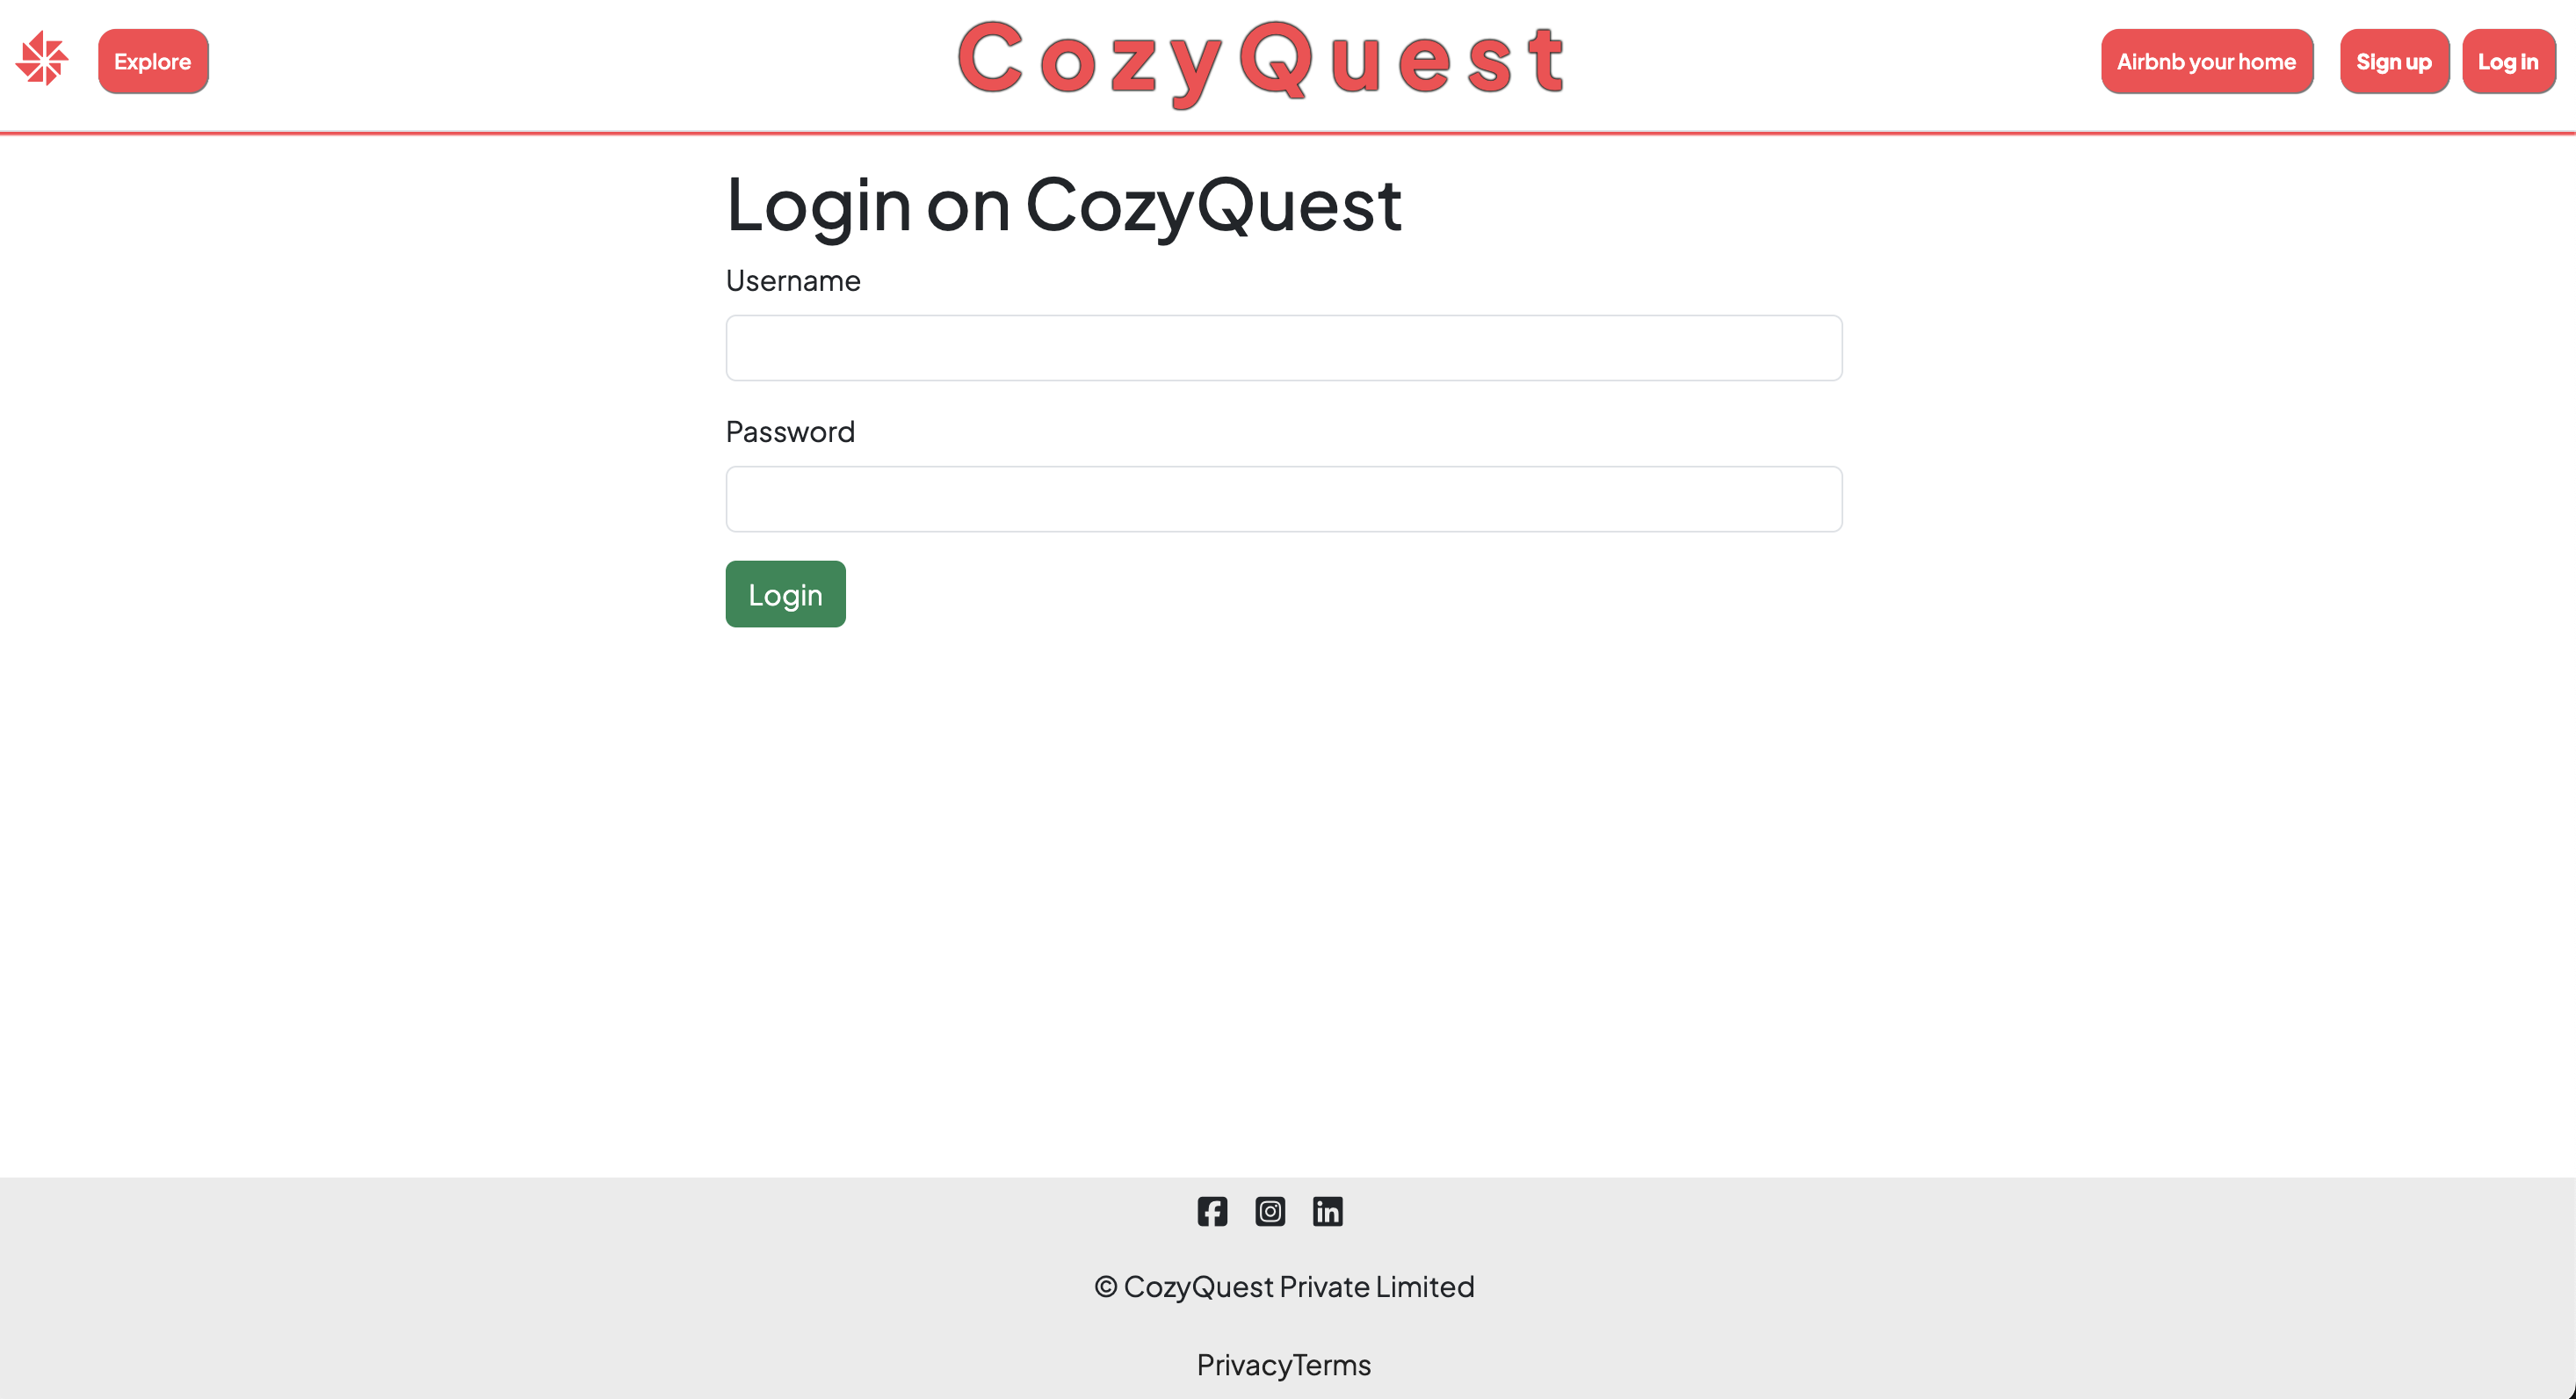 Explore
CozyQuest
Airbnb your home
Sign up
Log in
Login on CozyQuest
Username
Password
Login
© CozyQuest Private Limited
PrivacyTerms